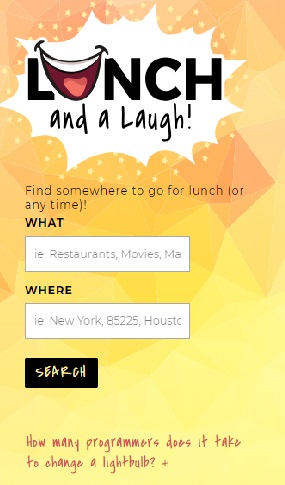 LUNCH
and a Laugh!
Find somewhere to go for lunch (or
any time)!
WHAT
ie: Restaurants, Movies, Ma
WHERE
ie: New York, 85225, Housto
SEARCH
How many programmers does it take
to change a lightbulb? +